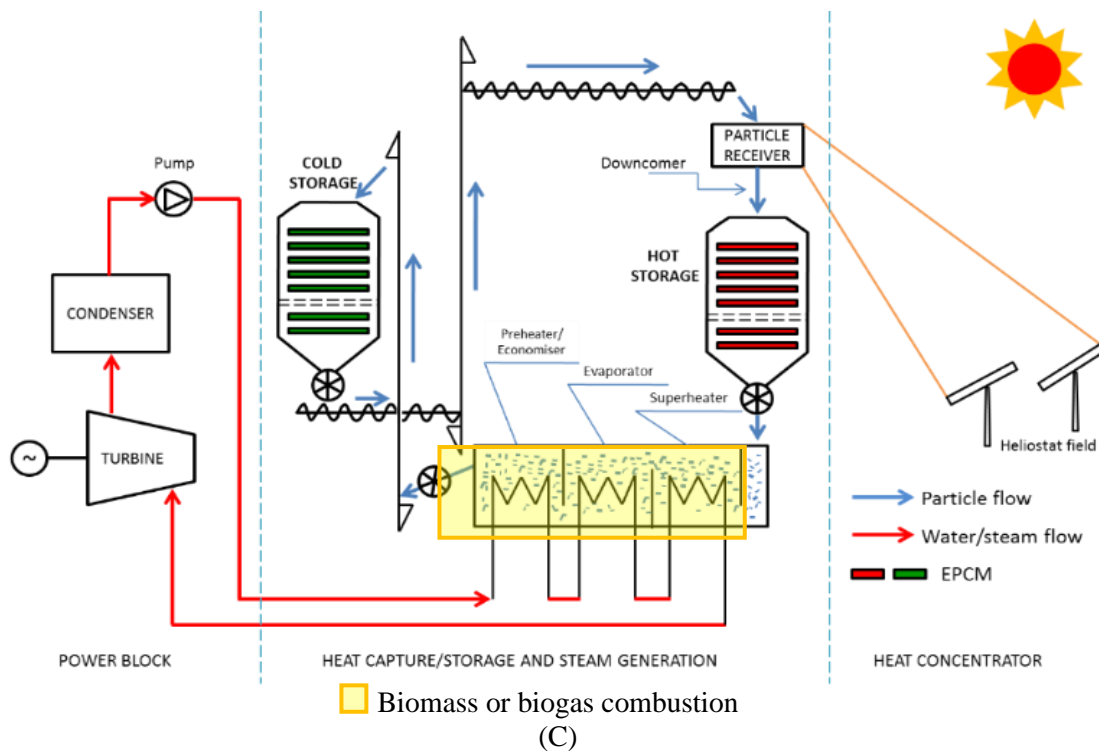 Pump
COLD
STORAGE
PARTICLE
RECEIVER
Downcomer
HOT
STORAGE
CONDENSER
Preheater/
Economiser
Evaporator
Superheater
TURBINE
~
Heliostat field
Particle flow
Water/steam flow
EPCM
POWER BLOCK
HEAT CAPTURE/STORAGE AND STEAM GENERATION
HEAT CONCENTRATOR
Biomass or biogas combustion
(C)